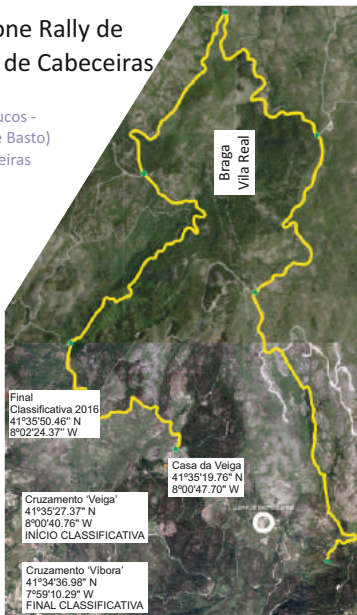 one Rally de
de Cabeceiras
ucos -
e Basto)
eiras
Braga
Vila Real
Final
Classificativa 2016
41°35'50.46" N
8°02'24.37" W
Casa da Veiga
41°35'19.76" N
8°00'47.70" W
Cruzamento 'Veiga'
41°35'27.37" N
8°00'40.76" W
INÍCIO CLASSIFICATIVA
Cruzamento 'Víbora'
41°34'36.98" N
7°59'10.29" W
FINAL CLASSIFICATIVA